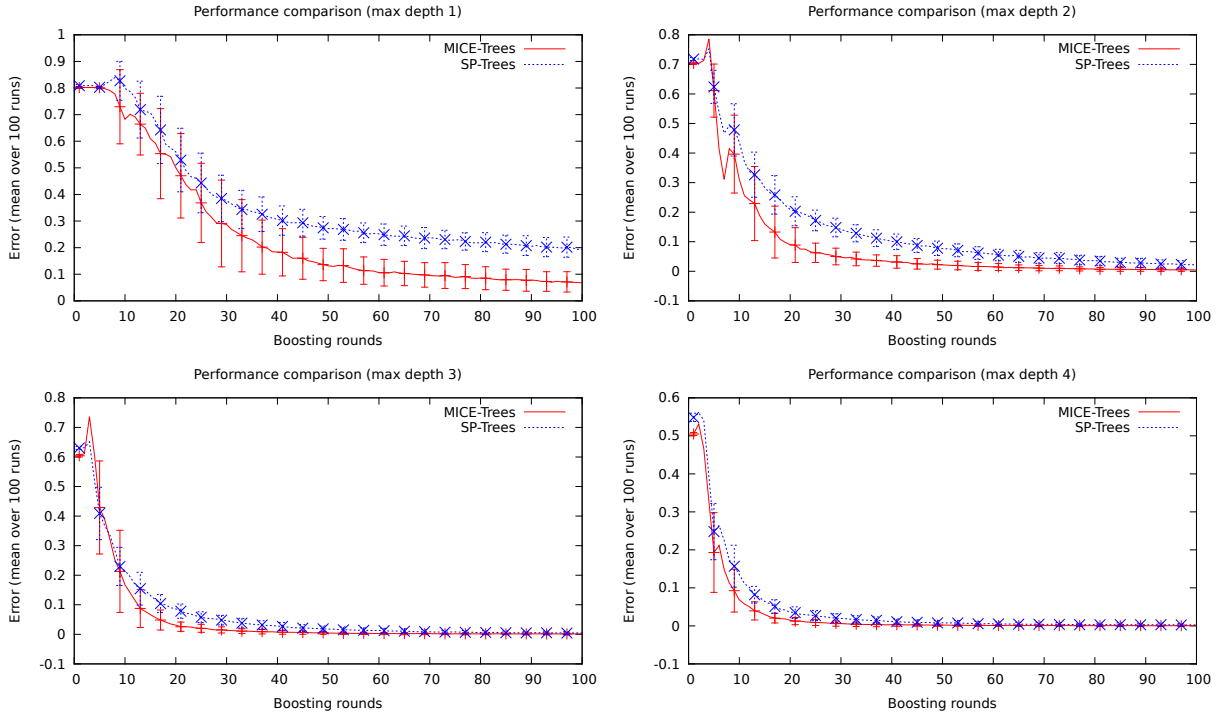 Performance comparison (max depth 1)
Error (mean over 100 runs)
1
0.9
0.8
0.7
0.6
0.5
0.4
0.3
0.2
0.1
0
MICE-Trees
SP-Trees
0 10 20 30 40 50 60 70 80 90 100
Boosting rounds
Performance comparison (max depth 2)
Error (mean over 100 runs)
0.8
0.7
0.6
0.5
0.4
0.3
0.2
0.1
0
-0.1
MICE-Trees
SP-Trees
0 10 20 30 40 50 60 70 80 90 100
Boosting rounds
Performance comparison (max depth 3)
Error (mean over 100 runs)
0.8
0.7
0.6
0.5
0.4
0.3
0.2
0.1
0
-0.1
MICE-Trees
SP-Trees
0 10 20 30 40 50 60 70 80 90 100
Boosting rounds
Performance comparison (max depth 4)
Error (mean over 100 runs)
0.6
0.5
0.4
0.3
0.2
0.1
0
-0.1
MICE-Trees
SP-Trees
0 10 20 30 40 50 60 70 80 90 100
Boosting rounds